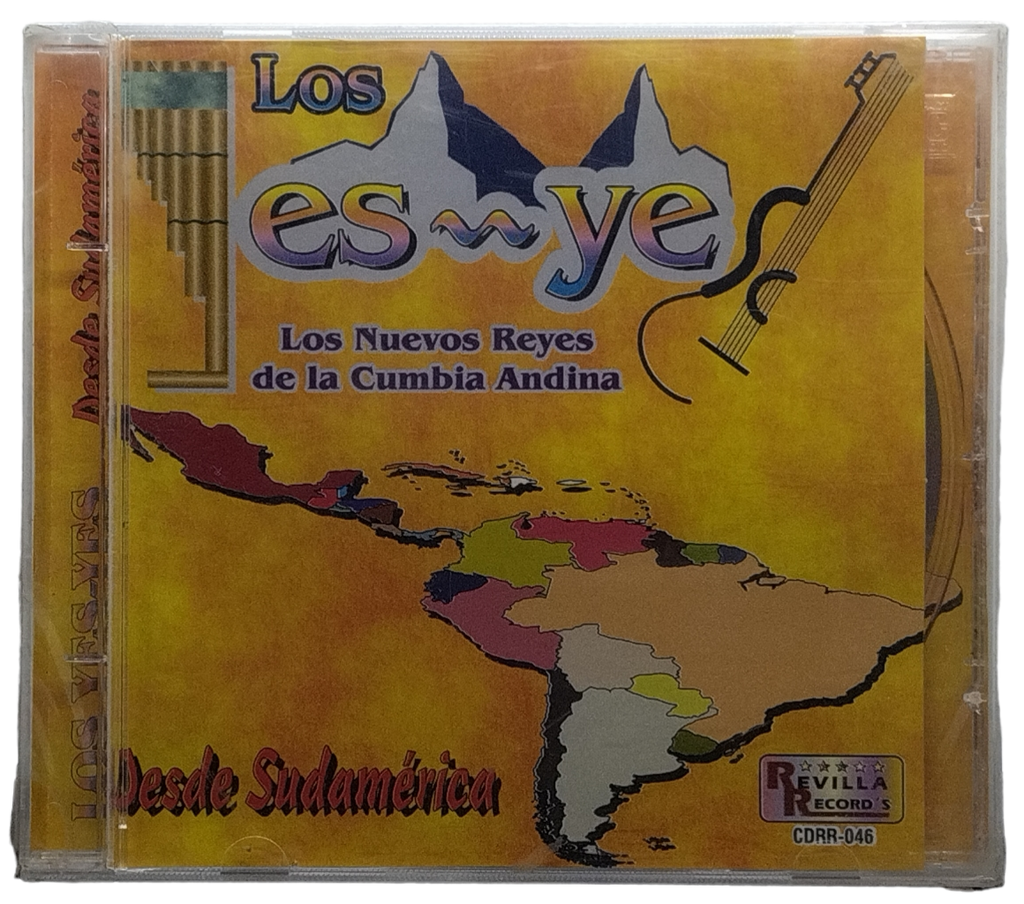 Los
es~~ye
Los Nuevos Reyes
de la Cumbia Andina
Desde Sudamérica
REVILLA
RECORD´S
CDRR-046
Desde Sudamérica
LOS YES-YES